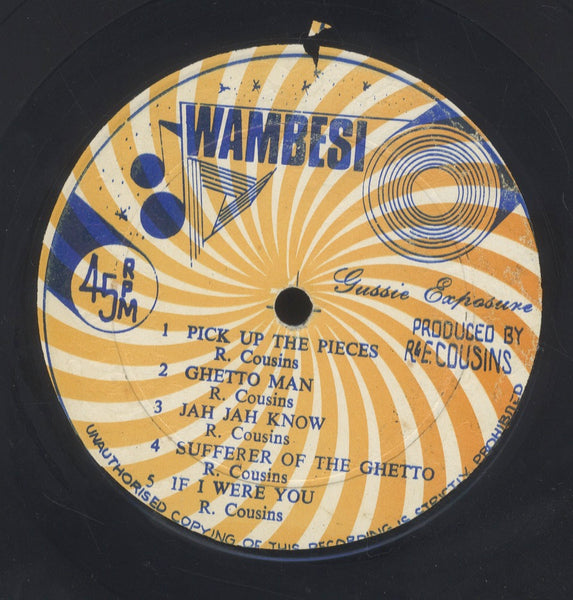 WAMBESI
45 RPM
Gussie Exposure
PRODUCED BY
R&E.COUSINS
1 PICK UP THE PIECES
R. Cousins
2 GHETTO MAN
R. Cousins
3 JAH JAH KNOW
R. Cousins
4 SUFFERER OF THE GHETTO
R. Cousins
5 IF I WERE YOU
R. Cousins
UNAUTHORISED COPYING OF THIS RECORDING IS STRICTLY PROHIBITED